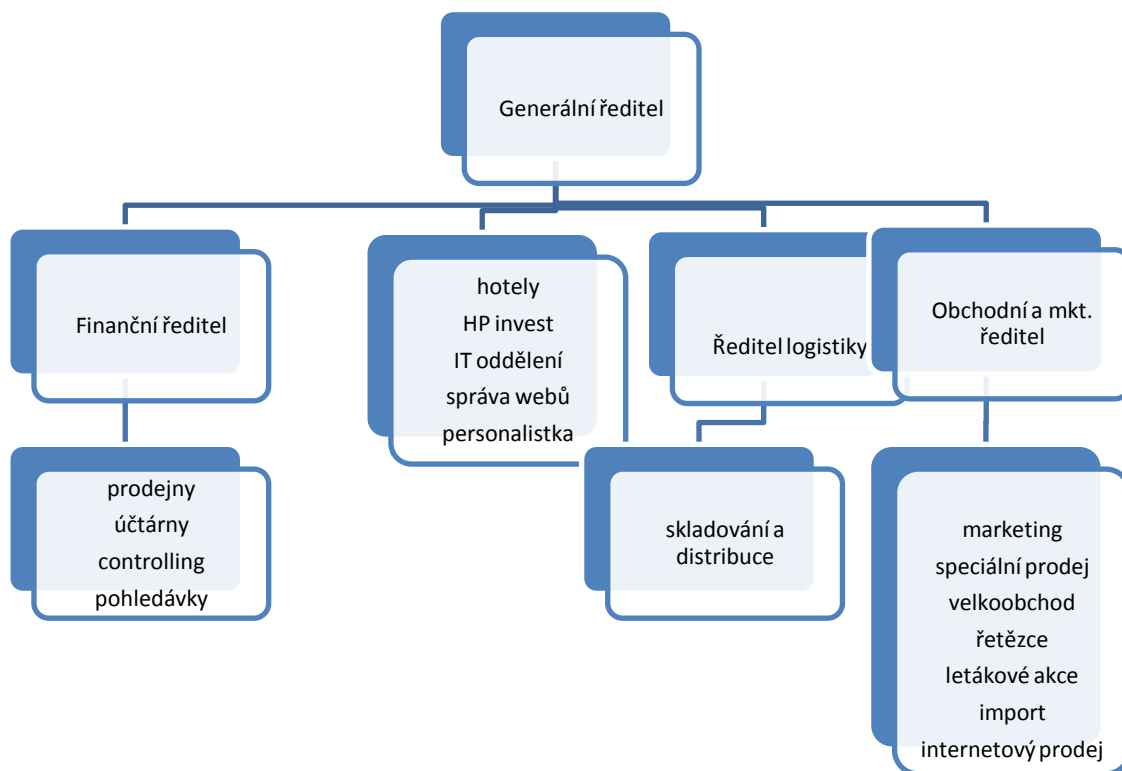 Generální ředitel
Finanční ředitel
hotely
HP invest
IT oddělení
správa webů
personalistka
Ředitel logistiky
Obchodní a mkt.
ředitel
prodejny
účtárny
controlling
pohledávky
skladování a
distribuce
marketing
speciální prodej
velkoobchod
řetězce
letákové akce
import
internetový prodej